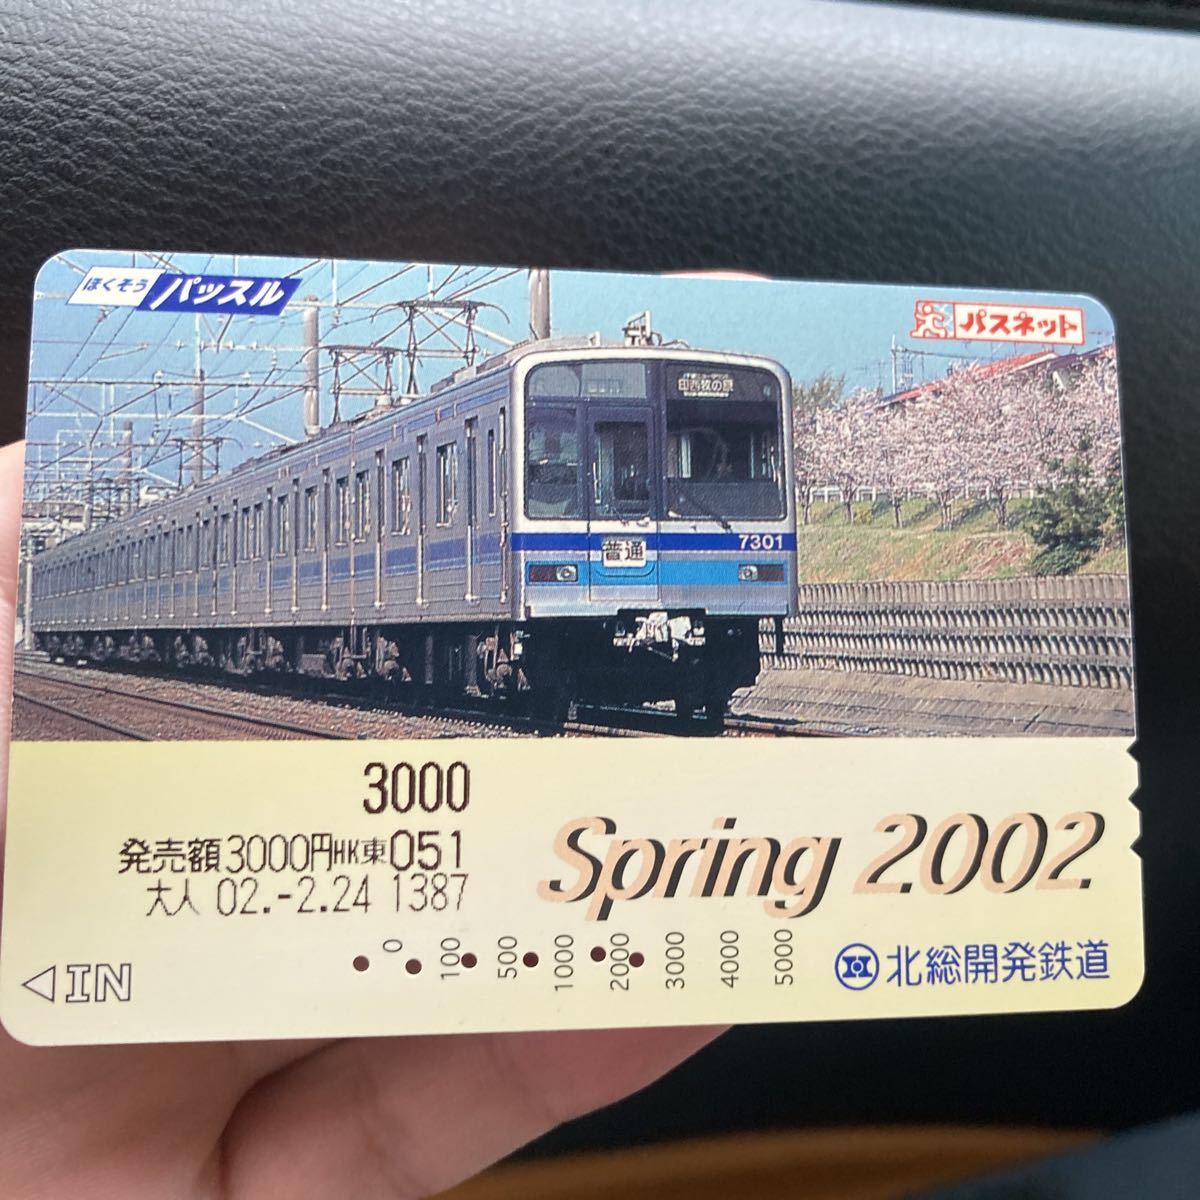 ほくそう パッスル
パスネット
印西牧の原
7301
普通
3000
発売額3000円HK東051
大人 02.-2.24 1387
Spring 2002
0 100 500 1000 2000 3000 4000 5000
IN
北総開発鉄道